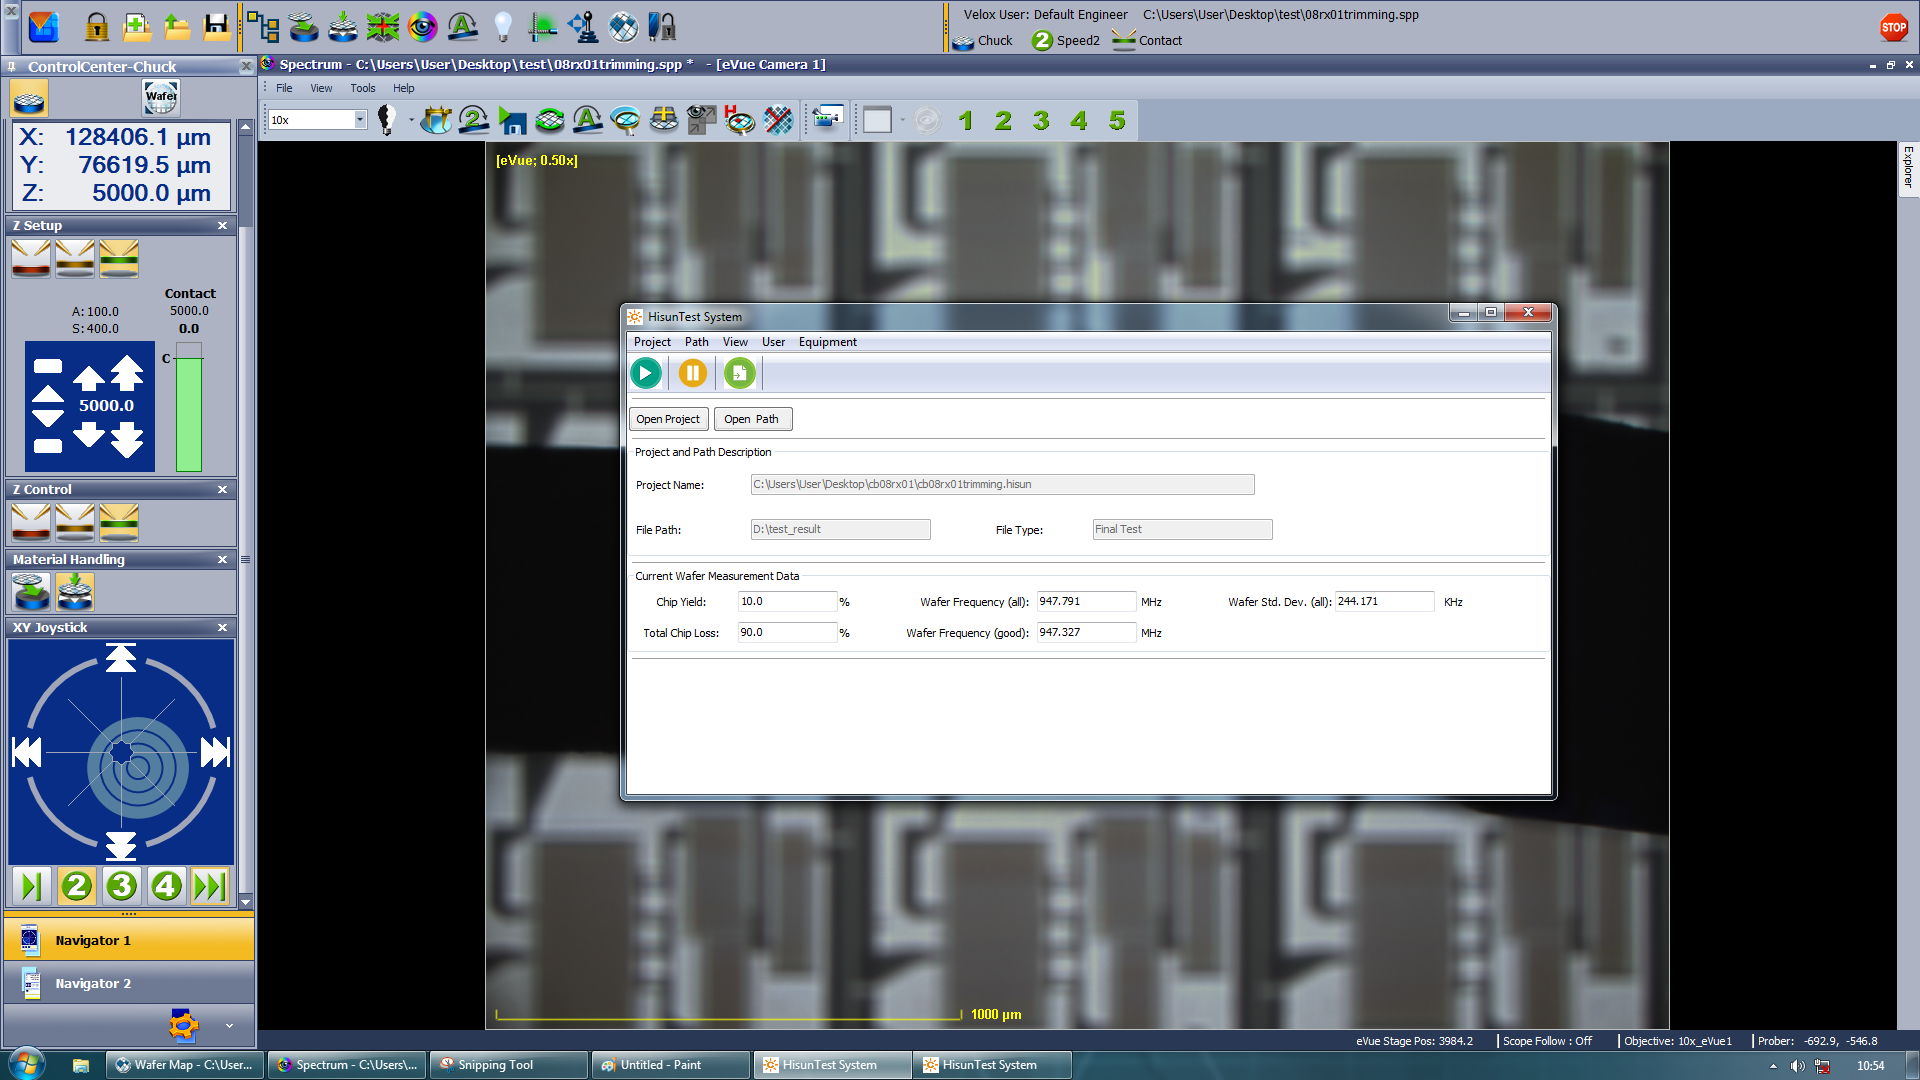 Velox User: Default Engineer C:\Users\User\Desktop\test\08rx01trimming.spp
Chuck 2 Speed2 Contact
STOP
ControlCenter-Chuck
Spectrum - C:\Users\User\Desktop\test\08rx01trimming.spp * - [eVue Camera 1]
Wafer
File View Tools Help
10x
2
1 2 3 4 5
X: 128406.1 µm
Y: 76619.5 µm
Z: 5000.0 µm
Explorer
[eVue; 0.50x]
Z Setup
Contact
A: 100.0 5000.0
S: 400.0 0.0
C
5000.0
Z Control
Material Handling
XY Joystick
2 3 4
Navigator 1
Navigator 2
HisunTest System
Project Path View User Equipment
Open Project Open Path
Project and Path Description
Project Name: C:\Users\User\Desktop\cb08rx01\cb08rx01trimming.hisun
File Path: D:\test_result File Type: Final Test
Current Wafer Measurement Data
Chip Yield: 10.0 % Wafer Frequency (all): 947.791 MHz Wafer Std. Dev. (all): 244.171 KHz
Total Chip Loss: 90.0 % Wafer Frequency (good): 947.327 MHz
1000 µm
eVue Stage Pos: 3984.2 Scope Follow : Off Objective: 10x_eVue1 Prober: -692.9, -546.8
Wafer Map - C:\User... Spectrum - C:\Users\... Snipping Tool Untitled - Paint HisunTest System HisunTest System 10:54